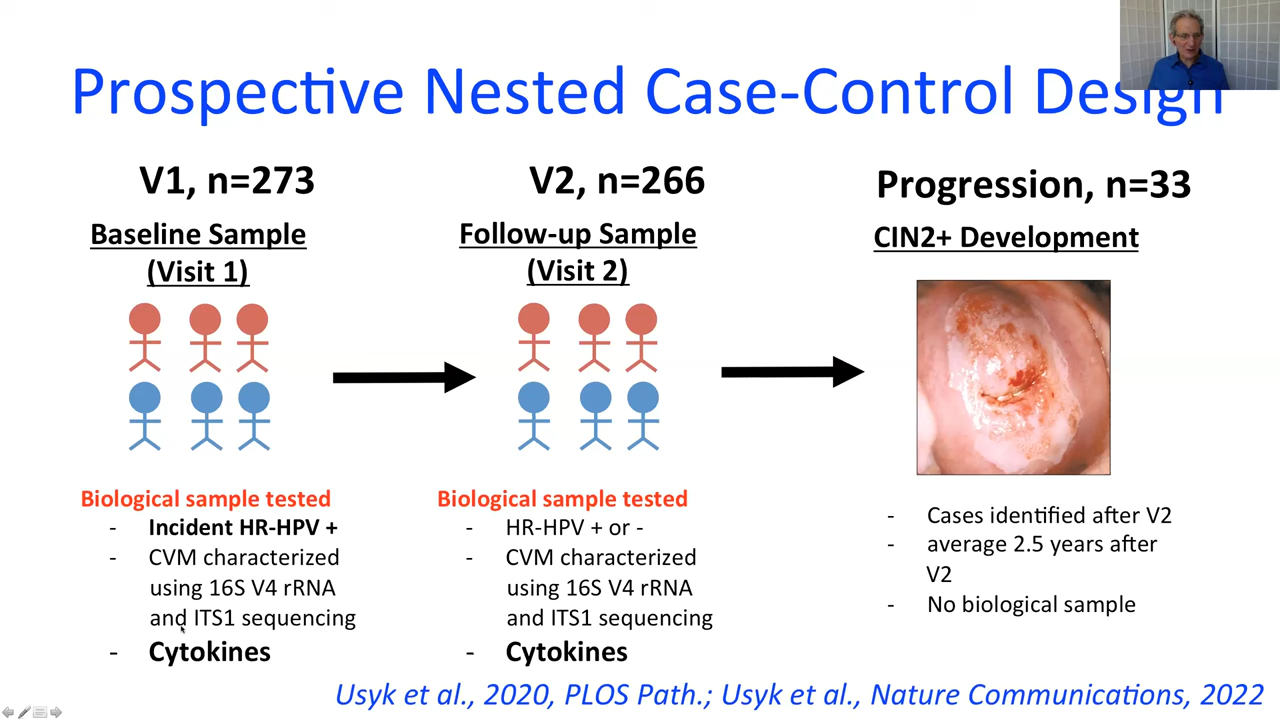 Prospective Nested Case-Control Design
V1, n=273
Baseline Sample
(Visit 1)
Biological sample tested
- Incident HR-HPV +
- CVM characterized
using 16S V4 rRNA
and ITS1 sequencing
- Cytokines
V2, n=266
Follow-up Sample
(Visit 2)
Biological sample tested
- HR-HPV + or -
- CVM characterized
using 16S V4 rRNA
and ITS1 sequencing
- Cytokines
Progression, n=33
CIN2+ Development
- Cases identified after V2
- average 2.5 years after
V2
- No biological sample
Usyk et al., 2020, PLOS Path.; Usyk et al., Nature Communications, 2022